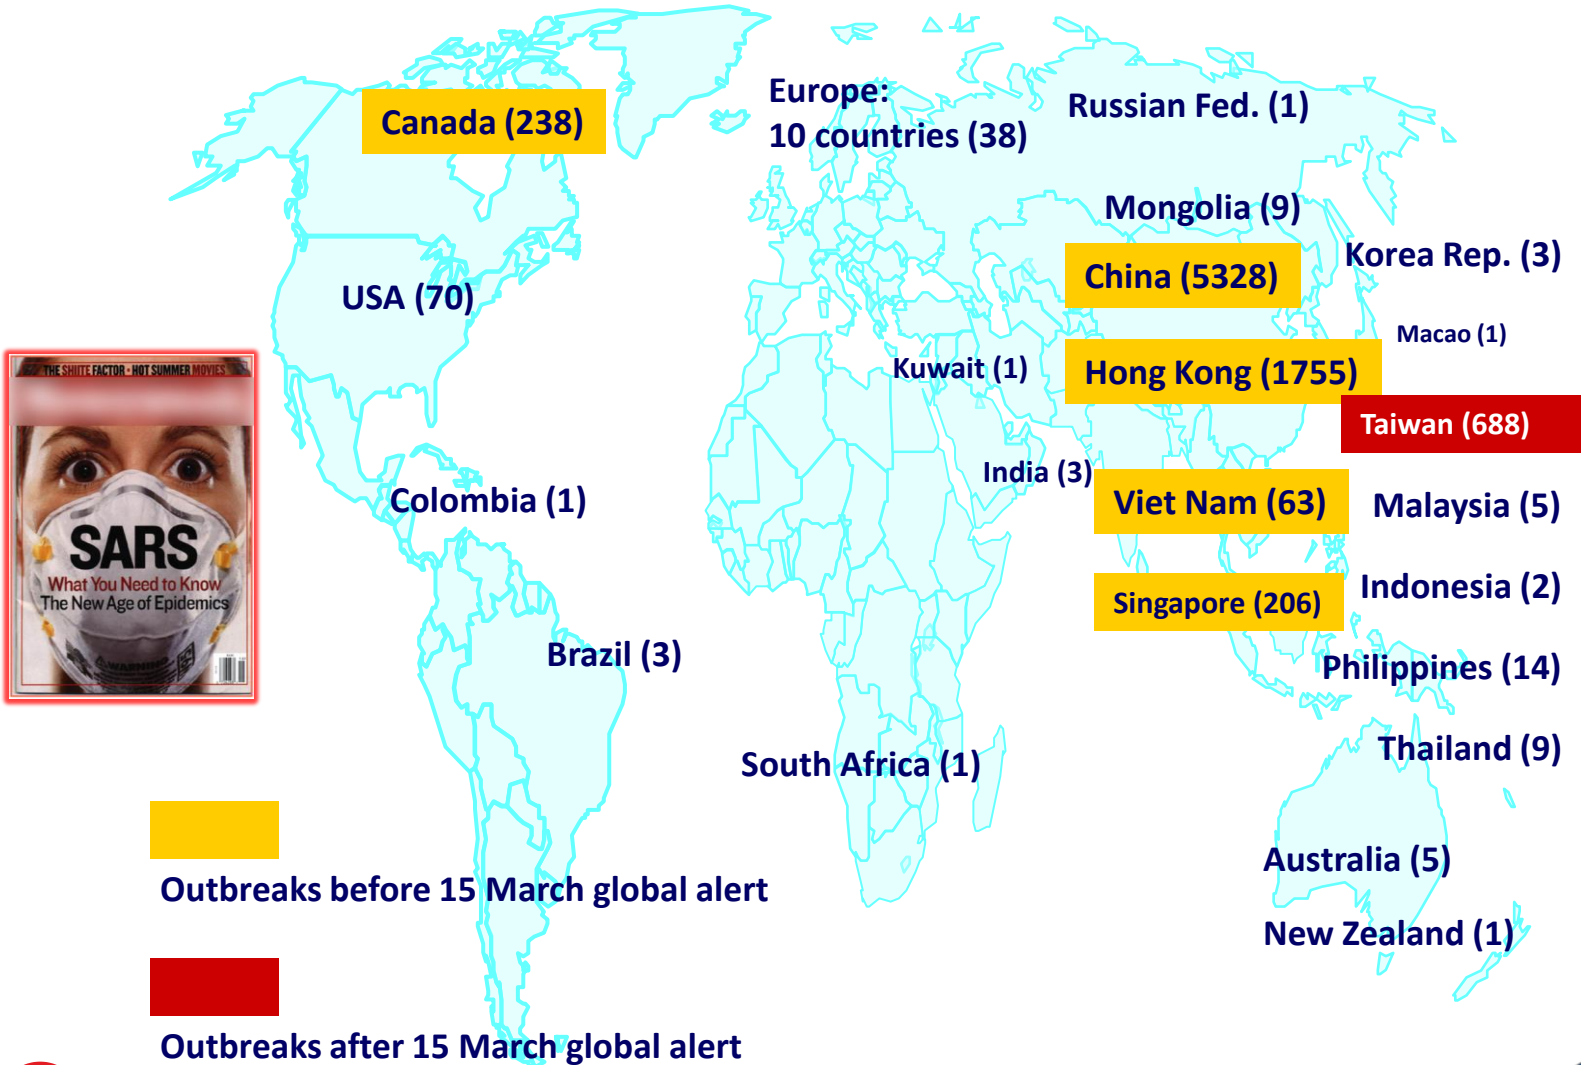 Europe:
10 countries (38)
Russian Fed. (1)
Canada (238)
Mongolia (9)
Korea Rep. (3)
China (5328)
USA (70)
Macao (1)
Kuwait (1)
Hong Kong (1755)
Taiwan (688)
THE SHIITE FACTOR • HOT SUMMER MOVIES
India (3)
Colombia (1)
Viet Nam (63)
Malaysia (5)
SARS
What You Need to Know
The New Age of Epidemics
WARNING
Singapore (206)
Indonesia (2)
Brazil (3)
Philippines (14)
South Africa (1)
Thailand (9)
Australia (5)
New Zealand (1)
Outbreaks before 15 March global alert
Outbreaks after 15 March global alert